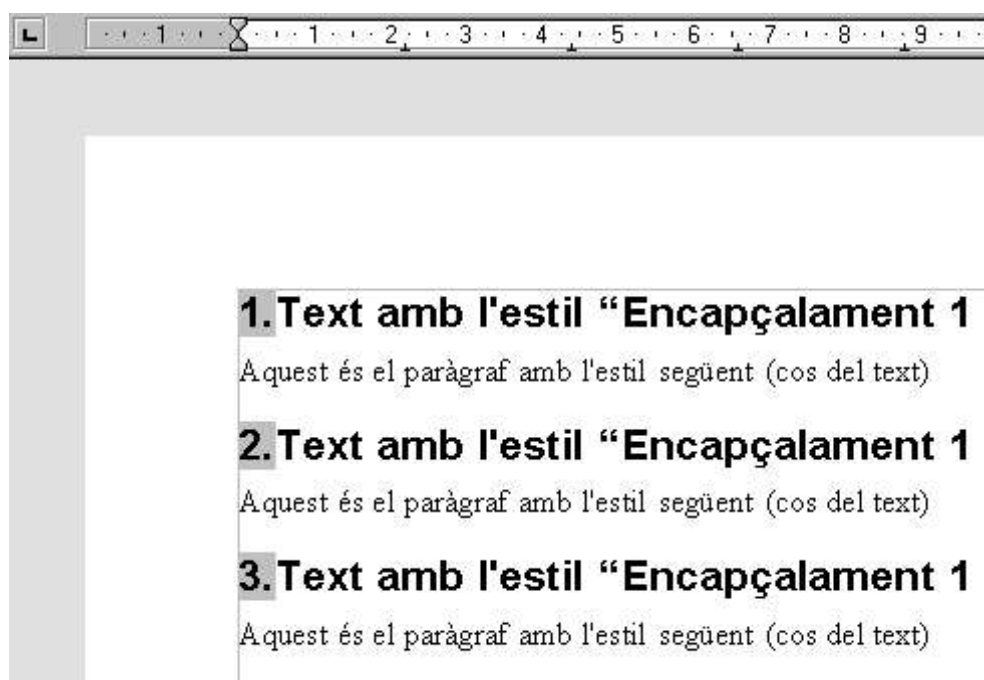 1 1 2 3 4 5 6 7 8 9
1.Text amb l'estil “Encapçalament 1
Aquest és el paràgraf amb l'estil següent (cos del text)
2.Text amb l'estil “Encapçalament 1
Aquest és el paràgraf amb l'estil següent (cos del text)
3.Text amb l'estil “Encapçalament 1
Aquest és el paràgraf amb l'estil següent (cos del text)